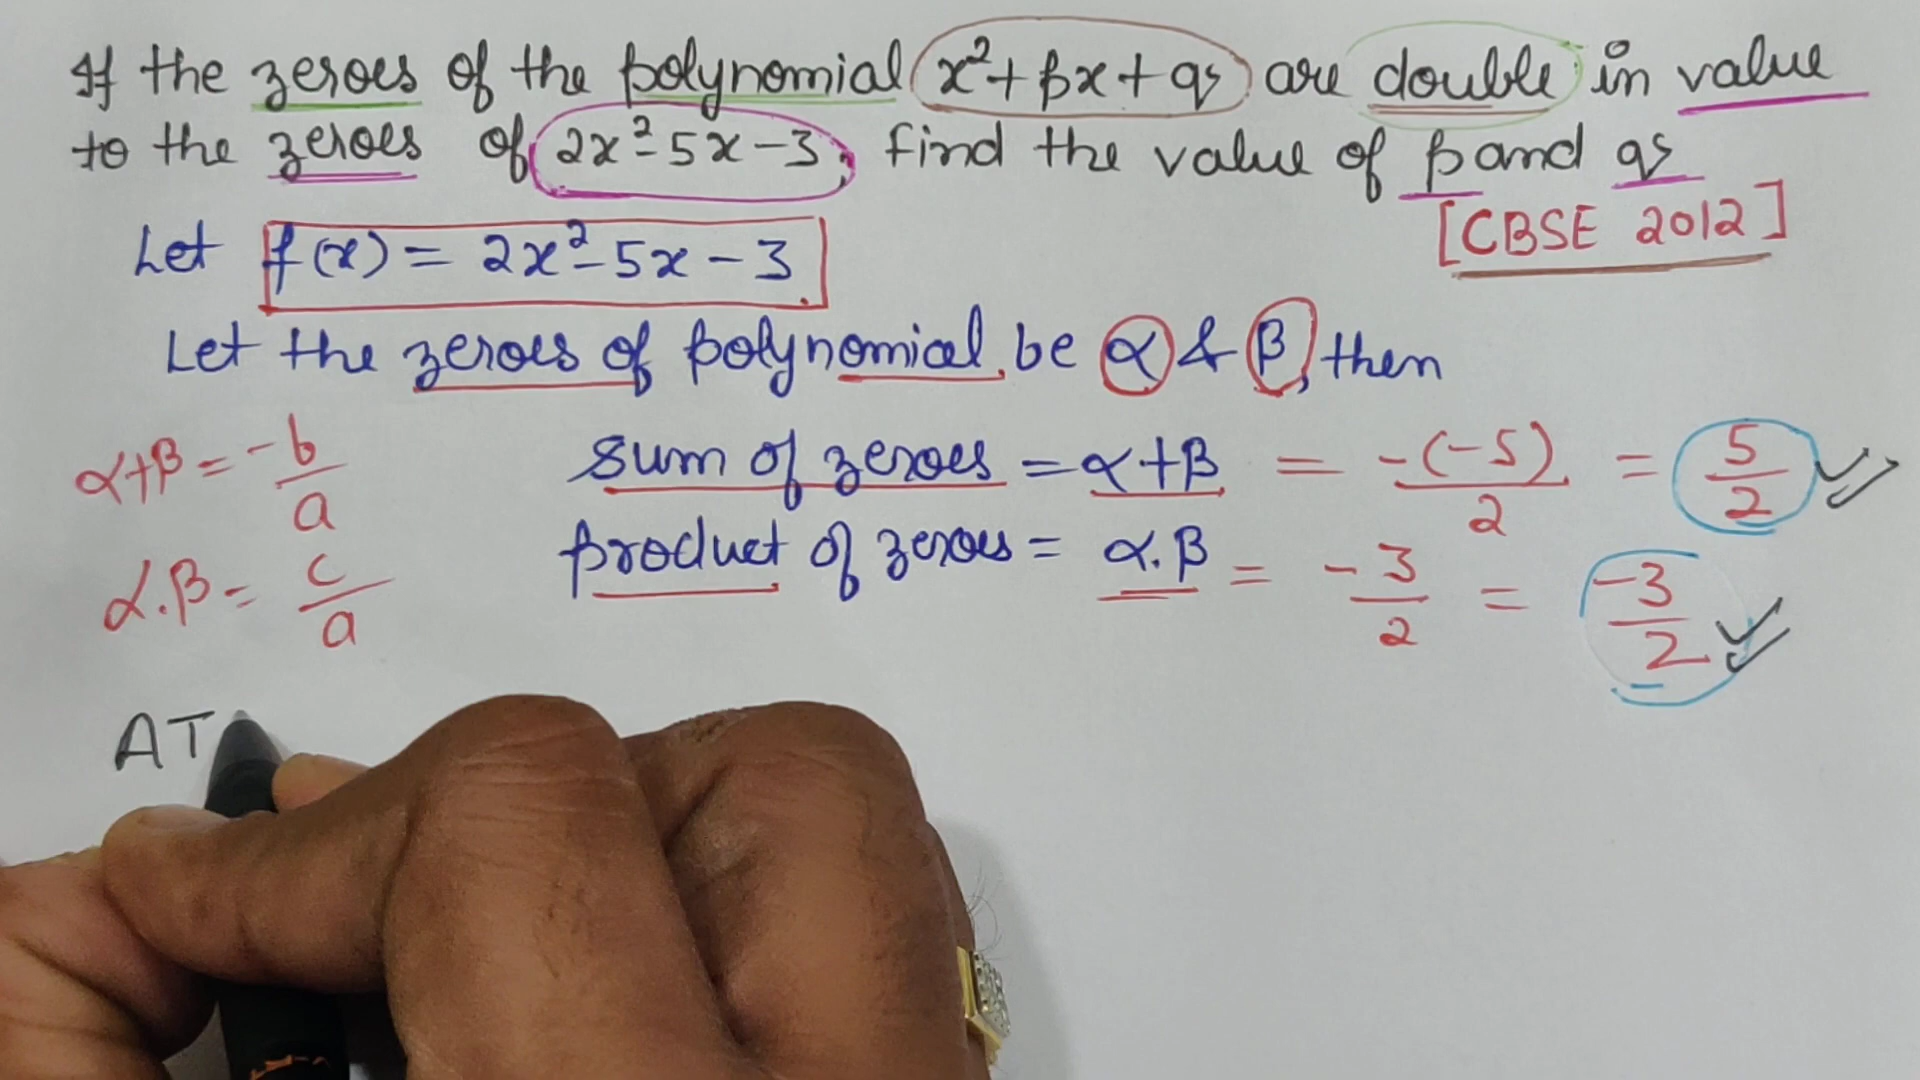 If the zeroes of the polynomial x²+px+q are double in value
to the zeroes of 2x²-5x-3, find the value of p and q
[CBSE 2012]
Let f(x) = 2x²-5x-3
Let the zeroes of polynomial be α & β, then
α+β = -b/a
sum of zeroes = α+β = -(-5)/2 = 5/2
α.β = c/a
product of zeroes = α.β = -3/2 = -3/2
AT